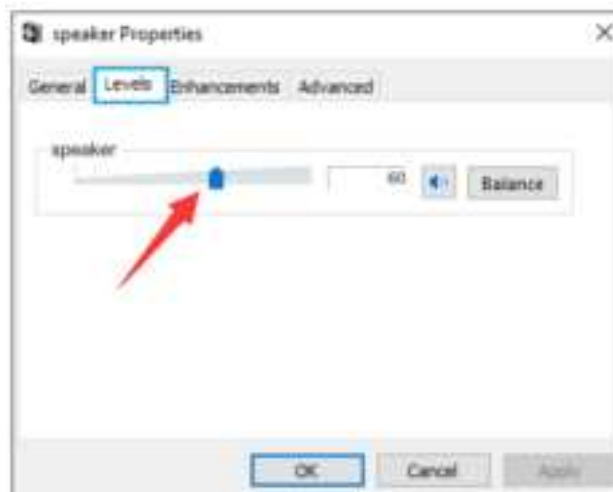 speaker Properties
General Levels Enhancements Advanced
speaker
60 Balance
OK Cancel Apply